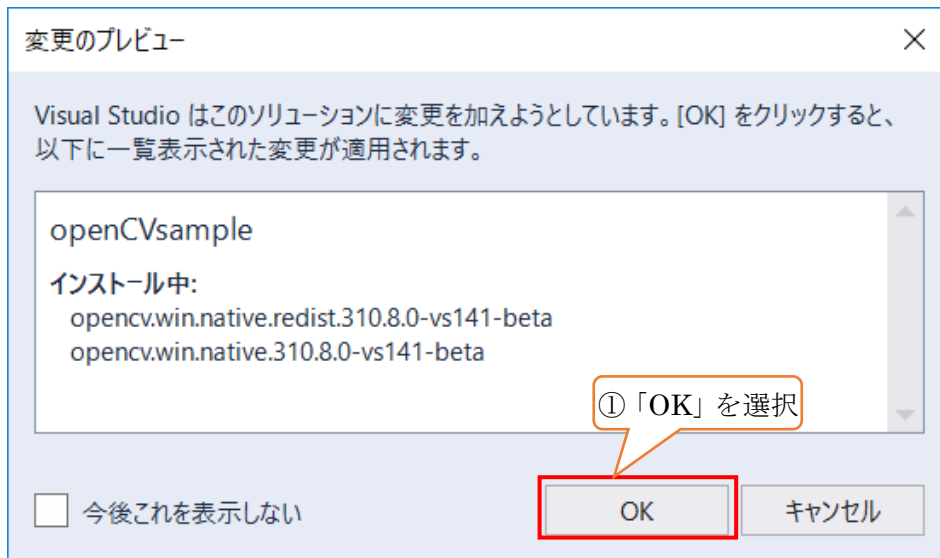 変更のプレビュー
Visual Studio はこのソリューションに変更を加えようとしています。[OK] をクリックすると、
以下に一覧表示された変更が適用されます。
openCVsample
インストール中:
opencv.win.native.redist.310.8.0-vs141-beta
opencv.win.native.310.8.0-vs141-beta
①「OK」を選択
今後これを表示しない
OK
キャンセル